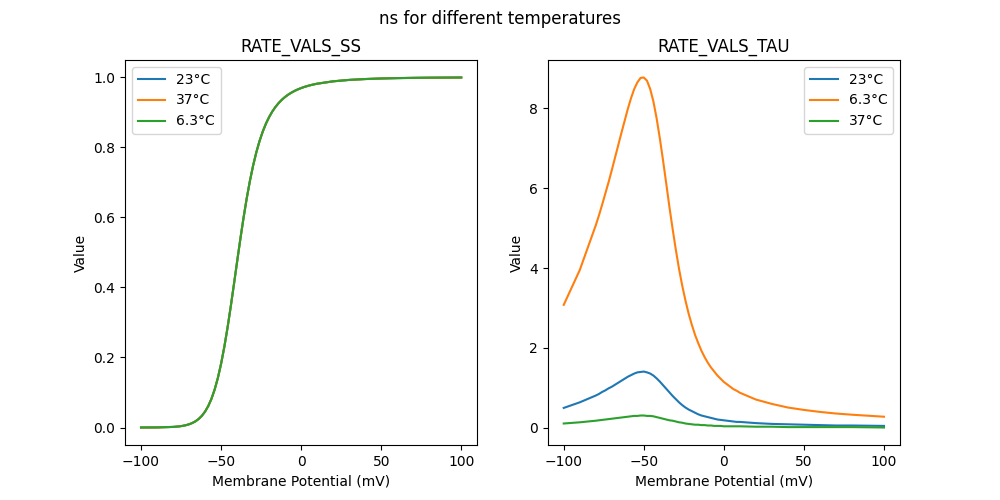 ns for different temperatures
RATE_VALS_SS
Value
1.0
0.8
0.6
0.4
0.2
0.0
23°C
37°C
6.3°C
−100
−50
0
50
100
Membrane Potential (mV)
RATE_VALS_TAU
Value
8
6
4
2
0
23°C
6.3°C
37°C
−100
−50
0
50
100
Membrane Potential (mV)